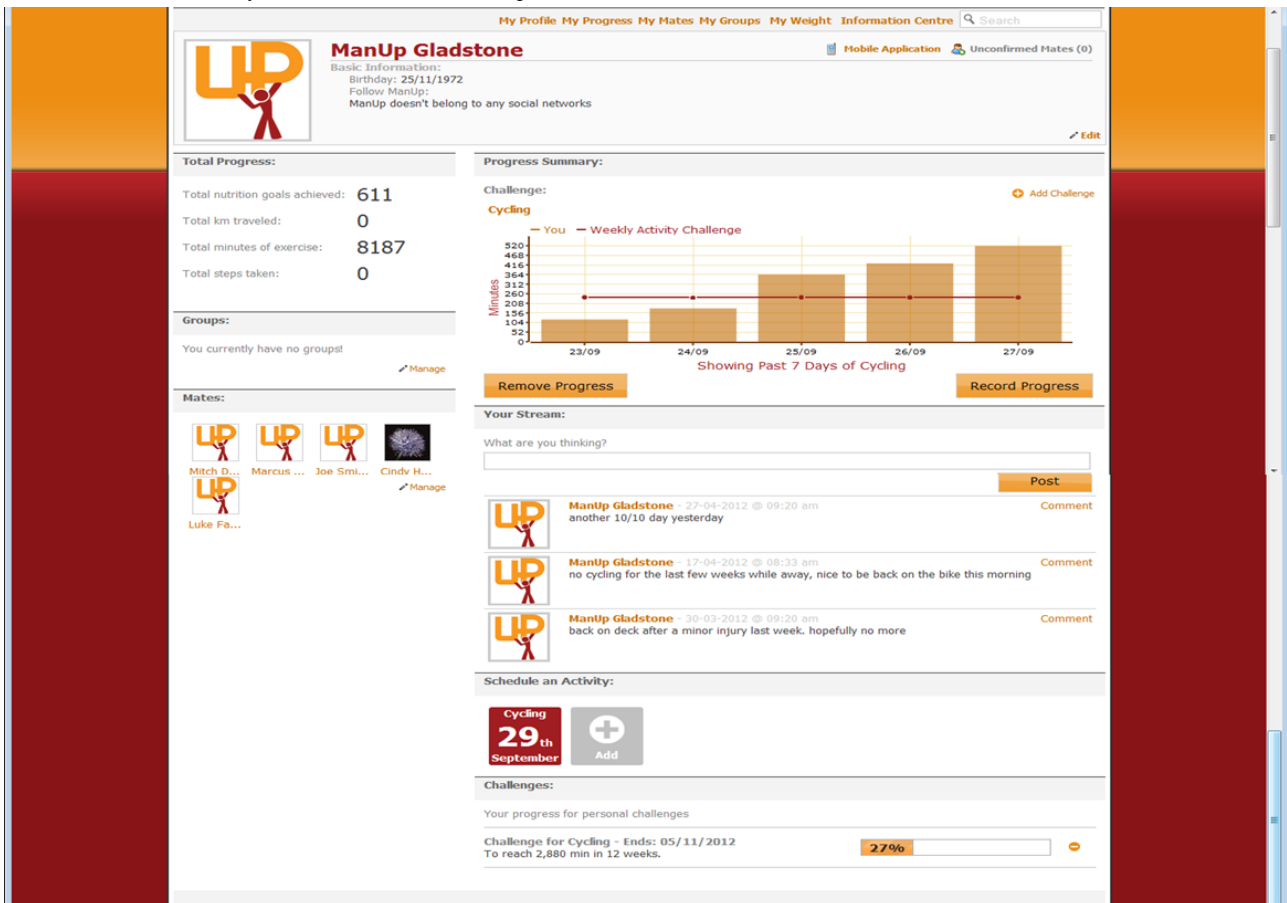 My Profile My Progress My Mates My Groups My Weight Information Centre Search
UP
ManUp Gladstone
Mobile Application Unconfirmed Mates (0)
Basic Information:
Birthday: 25/11/1972
Follow ManUp:
ManUp doesn't belong to any social networks
Edit
Total Progress:
Total nutrition goals achieved: 611
Total km traveled: 0
Total minutes of exercise: 8187
Total steps taken: 0
Groups:
You currently have no groups!
Manage
Mates:
UP UP UP
Mitch D... Marcus ... Joe Smi... Cindy H...
Manage
UP
Luke Fa...
Progress Summary:
Challenge:
Add Challenge
Cycling
You Weekly Activity Challenge
Minutes
520
468
416
364
312
260
208
156
104
52
0
23/09 24/09 25/09 26/09 27/09
Showing Past 7 Days of Cycling
Remove Progress Record Progress
Your Stream:
What are you thinking?
Post
UP
ManUp Gladstone - 27-04-2012 @ 09:20 am Comment
another 10/10 day yesterday
UP
ManUp Gladstone - 17-04-2012 @ 08:33 am Comment
no cycling for the last few weeks while away, nice to be back on the bike this morning
UP
ManUp Gladstone - 30-03-2012 @ 09:20 am Comment
back on deck after a minor injury last week. hopefully no more
Schedule an Activity:
Cycling
29th
September
Add
Challenges:
Your progress for personal challenges
Challenge for Cycling - Ends: 05/11/2012
To reach 2,880 min in 12 weeks.
27%